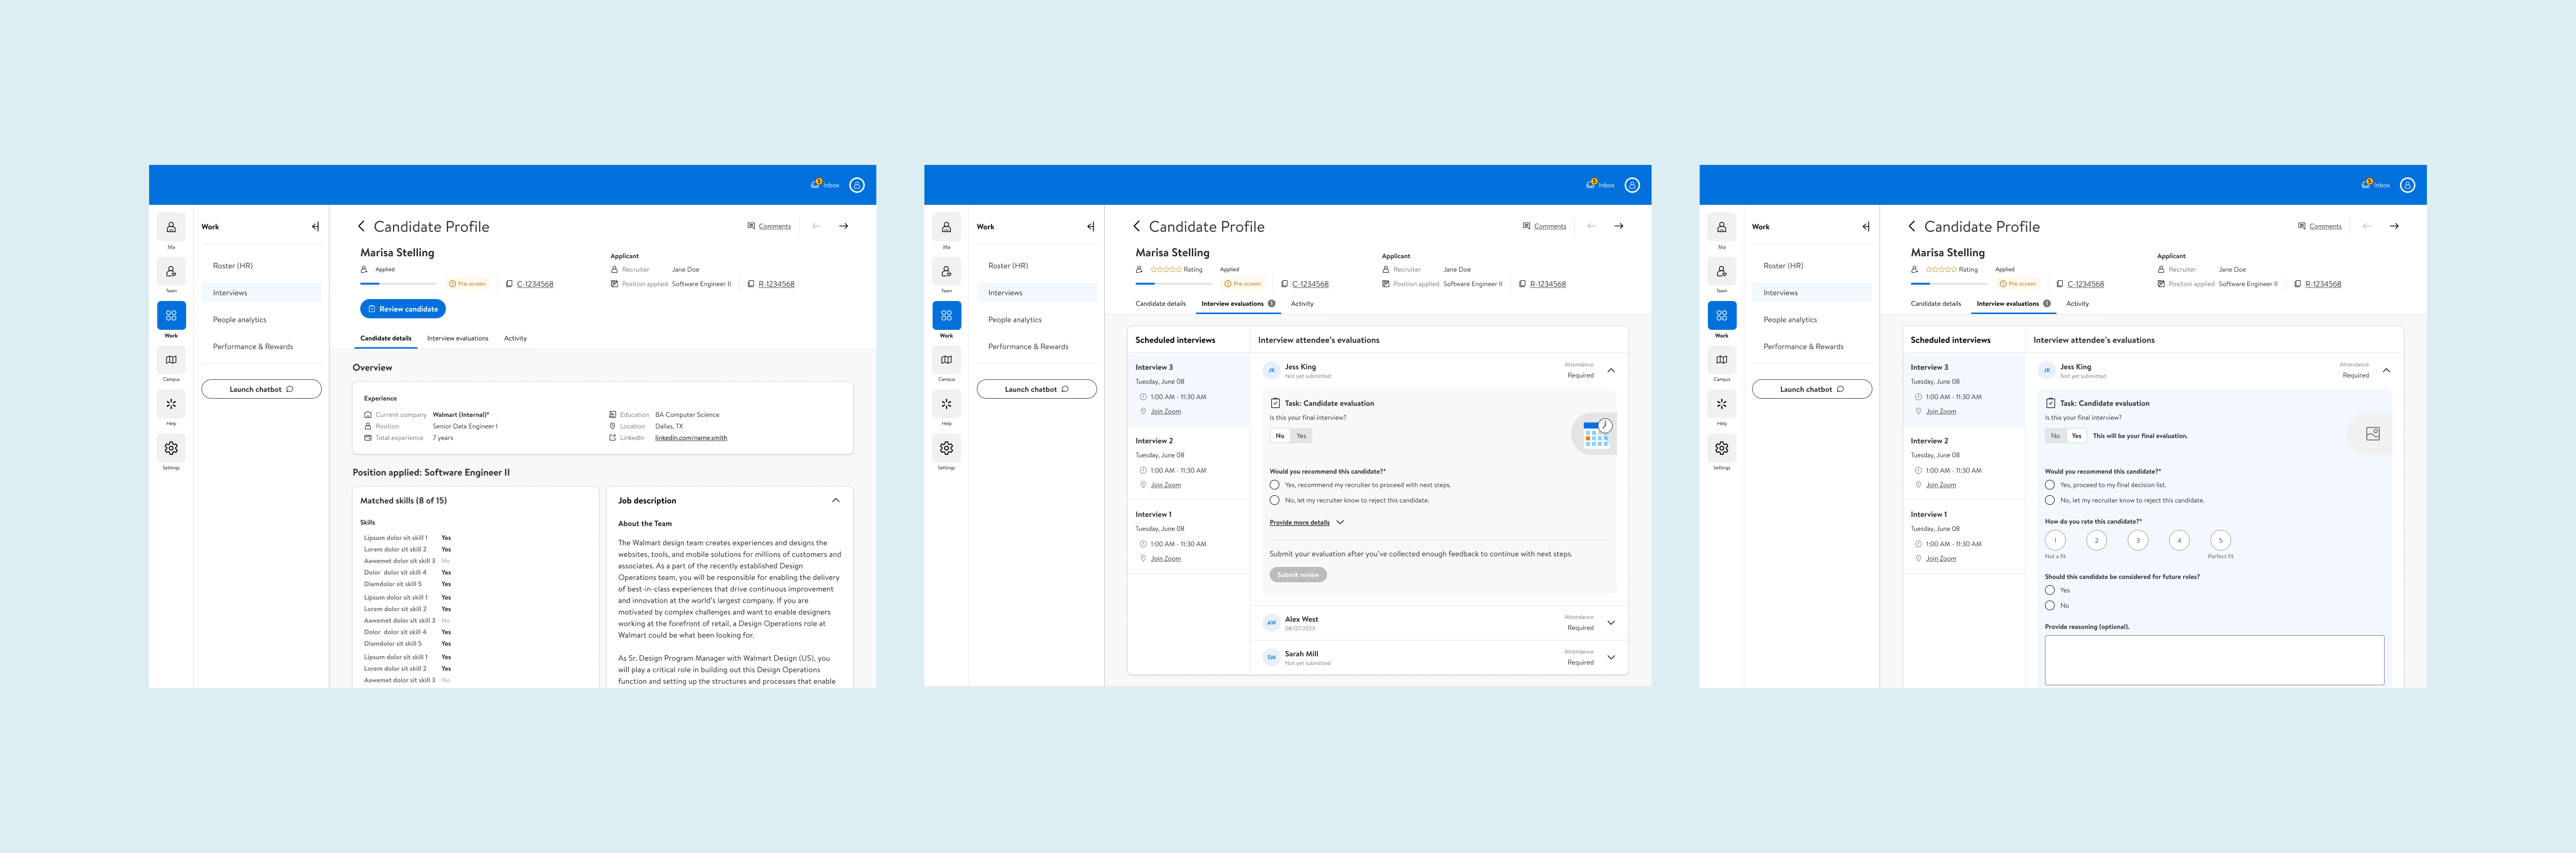 5 Inbox
Me
Team
Work
Campus
Help
Settings
Work
Roster (HR)
Interviews
People analytics
Performance & Rewards
Launch chatbot
Candidate Profile
Comments
Marisa Stelling
Applied
Pre-screen
C-1234568
Applicant
Recruiter Jane Doe
Position applied Software Engineer II
R-1234568
Review candidate
Candidate details Interview evaluations Activity
Overview
Experience
Current company Walmart (Internal)*
Position Senior Data Engineer I
Total experience 7 years
Education BA Computer Science
Location Dallas, TX
LinkedIn linkedin.com/name.smith
Position applied: Software Engineer II
Matched skills (8 of 15)
Skills
Lipsum dolor sit skill 1 Yes
Lorem dolor sit skill 2 Yes
Aawemet dolor sit skill 3 No
Dolor dolor sit skill 4 Yes
Diamdolor sit skill 5 Yes
Lipsum dolor sit skill 1 Yes
Lorem dolor sit skill 2 Yes
Aawemet dolor sit skill 3 No
Dolor dolor sit skill 4 Yes
Diamdolor sit skill 5 Yes
Lipsum dolor sit skill 1 Yes
Lorem dolor sit skill 2 Yes
Aawemet dolor sit skill 3 No
Job description
About the Team
The Walmart design team creates experiences and designs the
websites, tools, and mobile solutions for millions of customers and
associates. As a part of the recently established Design
Operations team, you will be responsible for enabling the delivery
of best-in-class experiences that drive continuous improvement
and innovation at the world's largest company. If you are
motivated by complex challenges and want to enable designers
working at the forefront of retail, a Design Operations role at
Walmart could be what been looking for.
As Sr. Design Program Manager with Walmart Design (US), you
will play a critical role in building out this Design Operations
function and setting up the structures and processes that enable
5 Inbox
Me
Team
Work
Campus
Help
Settings
Work
Roster (HR)
Interviews
People analytics
Performance & Rewards
Launch chatbot
Candidate Profile
Comments
Marisa Stelling
Rating Applied
Pre-screen
C-1234568
Applicant
Recruiter Jane Doe
Position applied Software Engineer II
R-1234568
Candidate details Interview evaluations 1 Activity
Scheduled interviews
Interview 3
Tuesday, June 08
1:00 AM - 11:30 AM
Join Zoom
Interview 2
Tuesday, June 08
1:00 AM - 11:30 AM
Join Zoom
Interview 1
Tuesday, June 08
1:00 AM - 11:30 AM
Join Zoom
Interview attendee's evaluations
JK Jess King
Not yet submitted
Attendance
Required
Task: Candidate evaluation
Is this your final interview?
No Yes
Would you recommend this candidate?*
Yes, recommend my recruiter to proceed with next steps.
No, let my recruiter know to reject this candidate.
Provide more details
Submit your evaluation after you've collected enough feedback to continue with next steps.
Submit review
AW Alex West
06/07/2023
Attendance
Required
SM Sarah Mill
Not yet submitted
Attendance
Required
5 Inbox
Me
Team
Work
Campus
Help
Settings
Work
Roster (HR)
Interviews
People analytics
Performance & Rewards
Launch chatbot
Candidate Profile
Comments
Marisa Stelling
Rating Applied
Pre-screen
C-1234568
Applicant
Recruiter Jane Doe
Position applied Software Engineer II
R-1234568
Candidate details Interview evaluations 1 Activity
Scheduled interviews
Interview 3
Tuesday, June 08
1:00 AM - 11:30 AM
Join Zoom
Interview 2
Tuesday, June 08
1:00 AM - 11:30 AM
Join Zoom
Interview 1
Tuesday, June 08
1:00 AM - 11:30 AM
Join Zoom
Interview attendee's evaluations
JK Jess King
Not yet submitted
Attendance
Required
Task: Candidate evaluation
Is this your final interview?
No Yes This will be your final evaluation.
Would you recommend this candidate?*
Yes, proceed to my final decision list.
No, let my recruiter know to reject this candidate.
How do you rate this candidate?*
1 2 3 4 5
Not a fit Perfect fit
Should this candidate be considered for future roles?
Yes
No
Provide reasoning (optional).